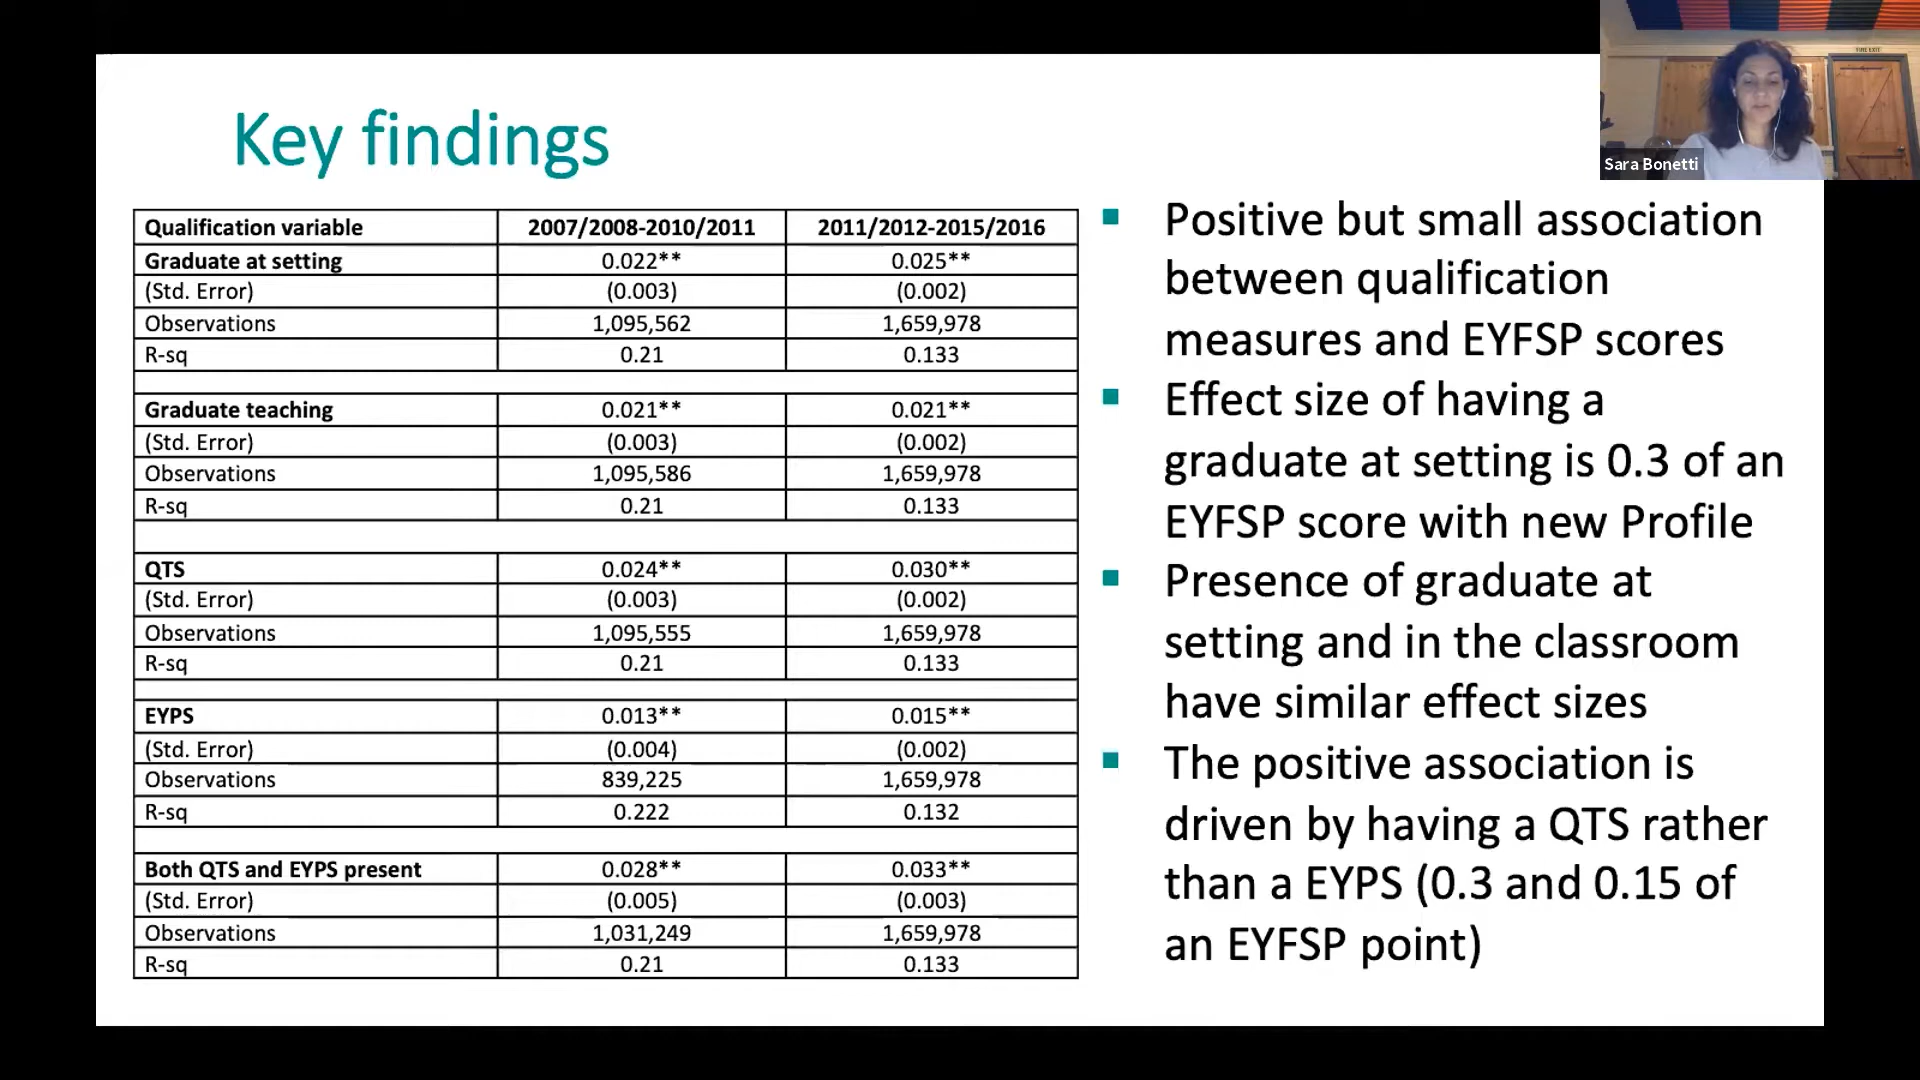 Key findings
Sara Bonetti
Qualification variable 2007/2008-2010/2011 2011/2012-2015/2016
Graduate at setting 0.022** 0.025**
(Std. Error) (0.003) (0.002)
Observations 1,095,562 1,659,978
R-sq 0.21 0.133
Graduate teaching 0.021** 0.021**
(Std. Error) (0.003) (0.002)
Observations 1,095,586 1,659,978
R-sq 0.21 0.133
QTS 0.024** 0.030**
(Std. Error) (0.003) (0.002)
Observations 1,095,555 1,659,978
R-sq 0.21 0.133
EYPS 0.013** 0.015**
(Std. Error) (0.004) (0.002)
Observations 839,225 1,659,978
R-sq 0.222 0.132
Both QTS and EYPS present 0.028** 0.033**
(Std. Error) (0.005) (0.003)
Observations 1,031,249 1,659,978
R-sq 0.21 0.133
Positive but small association
between qualification
measures and EYFSP scores
Effect size of having a
graduate at setting is 0.3 of an
EYFSP score with new Profile
Presence of graduate at
setting and in the classroom
have similar effect sizes
The positive association is
driven by having a QTS rather
than a EYPS (0.3 and 0.15 of
an EYFSP point)